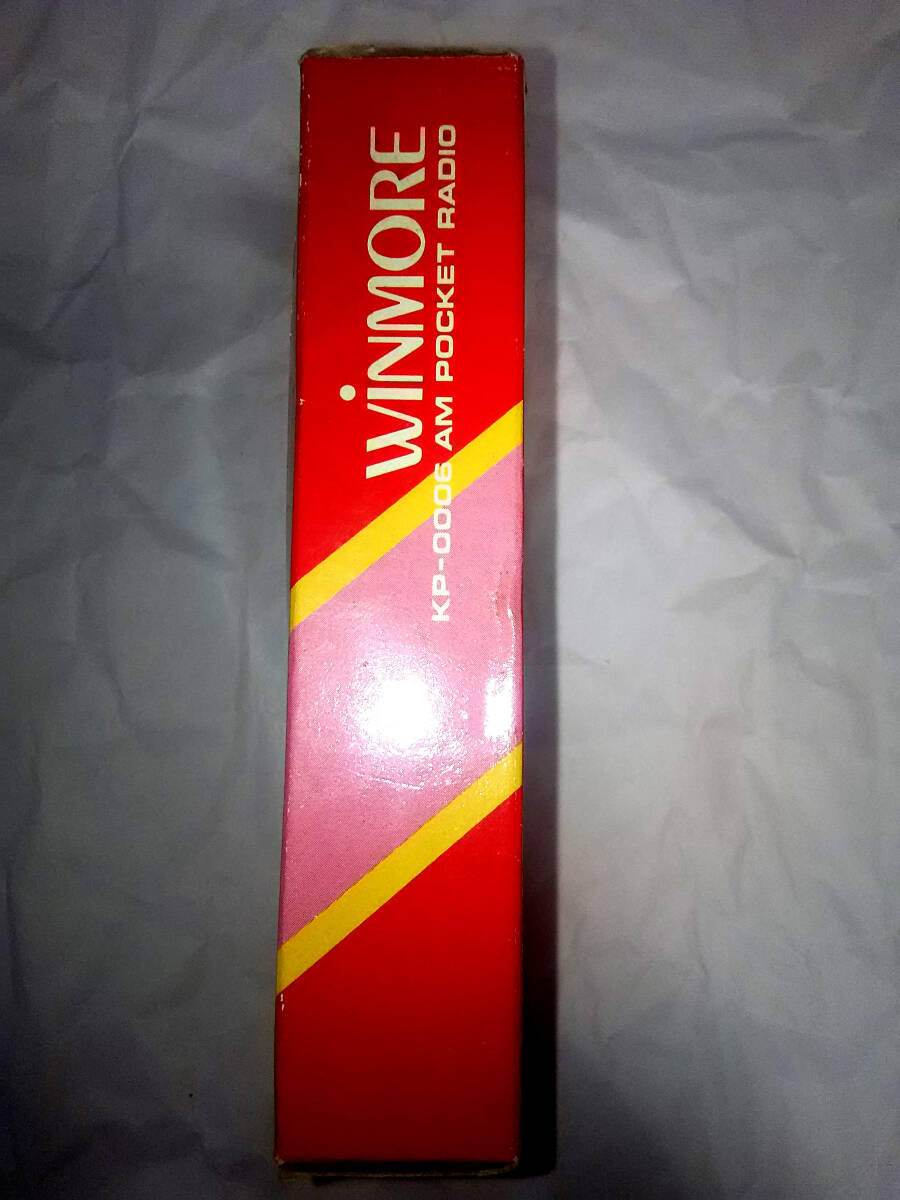 WiNMORE
KP-0006 AM POCKET RADIO